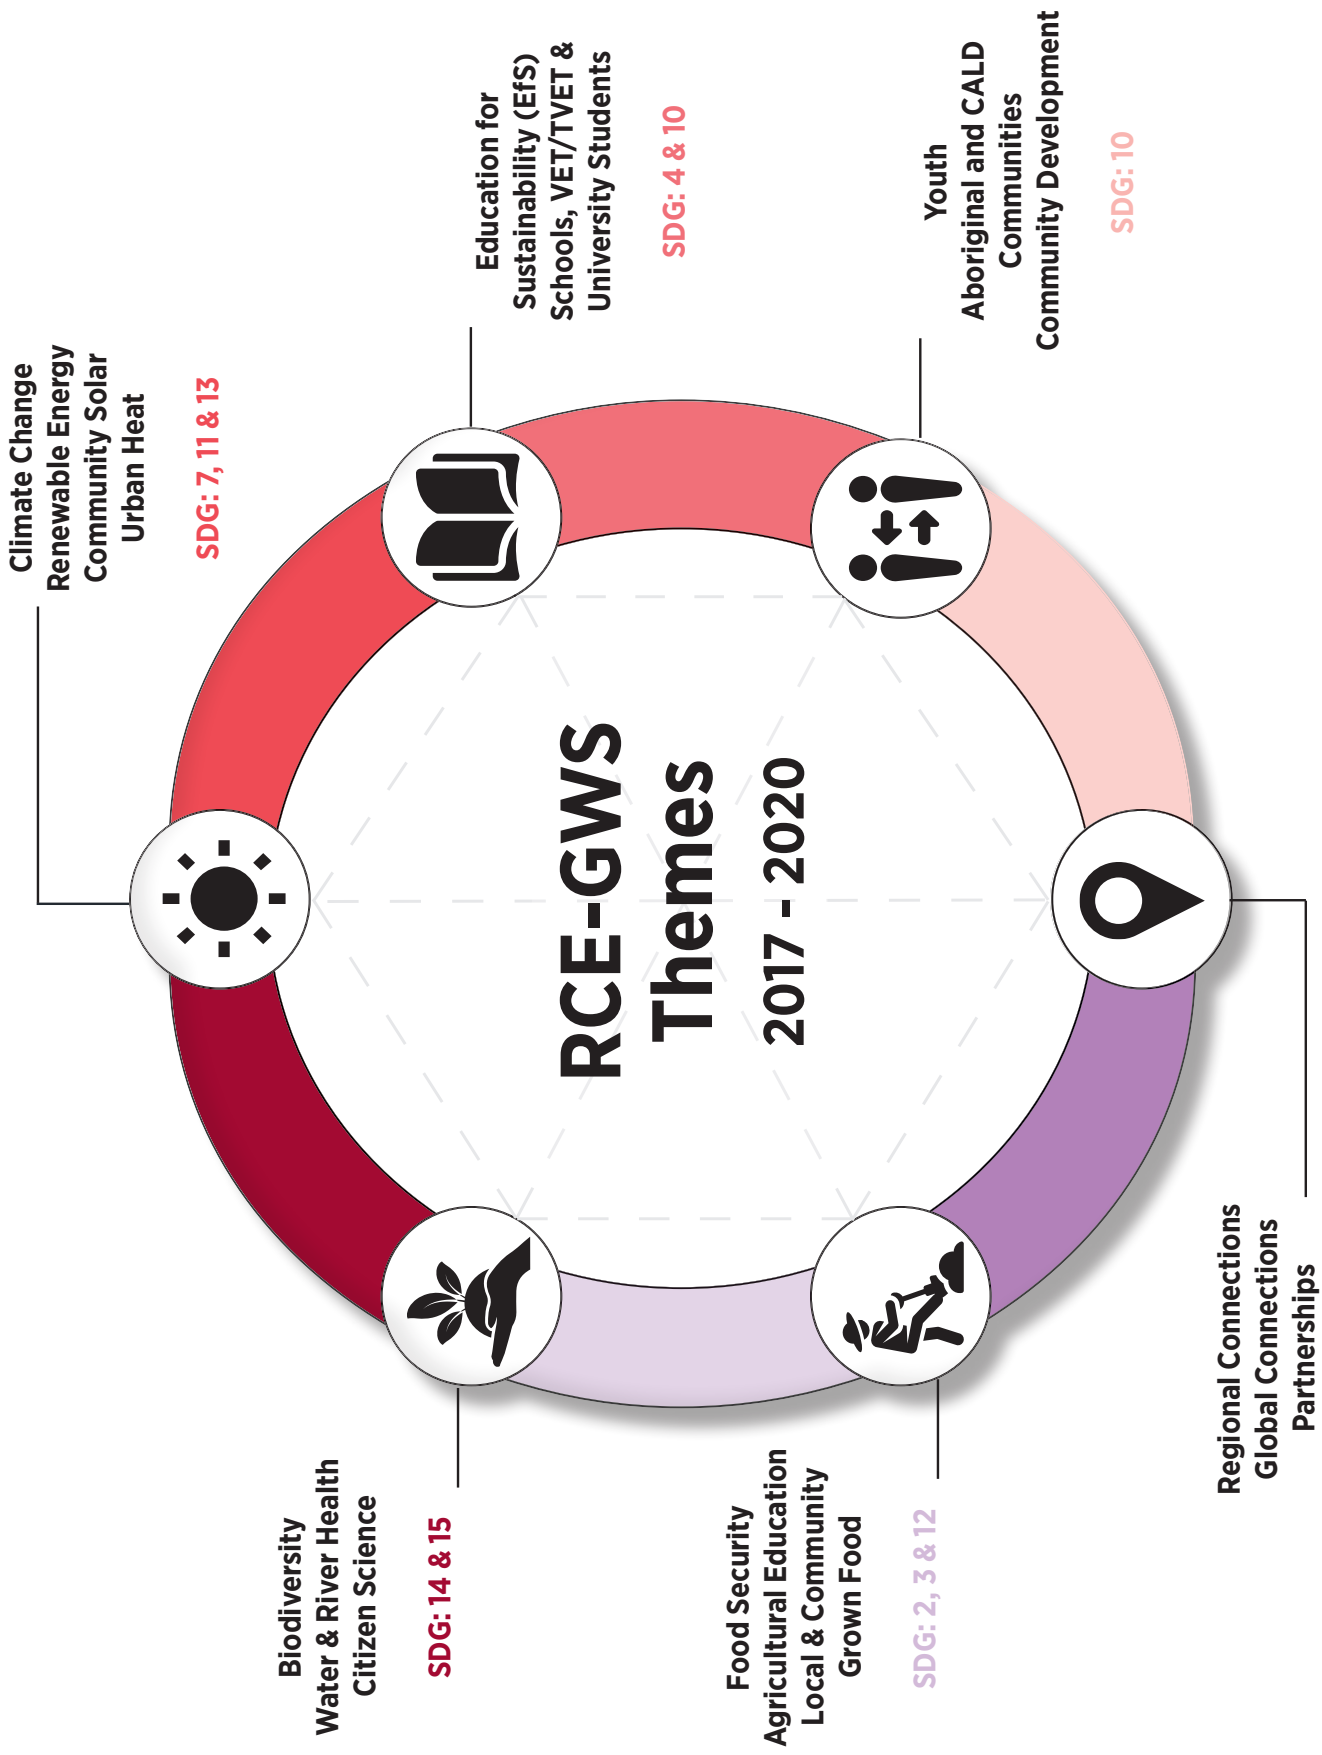 RCE-GWS
Themes
2017 - 2020
Climate Change
Renewable Energy
Community Solar
Urban Heat
SDG: 7, 11 & 13
Education for
Sustainability (EfS)
Schools, VET/TVET &
University Students
SDG: 4 & 10
Youth
Aboriginal and CALD
Communities
Community Development
SDG: 10
Regional Connections
Global Connections
Partnerships
Food Security
Agricultural Education
Local & Community
Grown Food
SDG: 2, 3 & 12
Biodiversity
Water & River Health
Citizen Science
SDG: 14 & 15